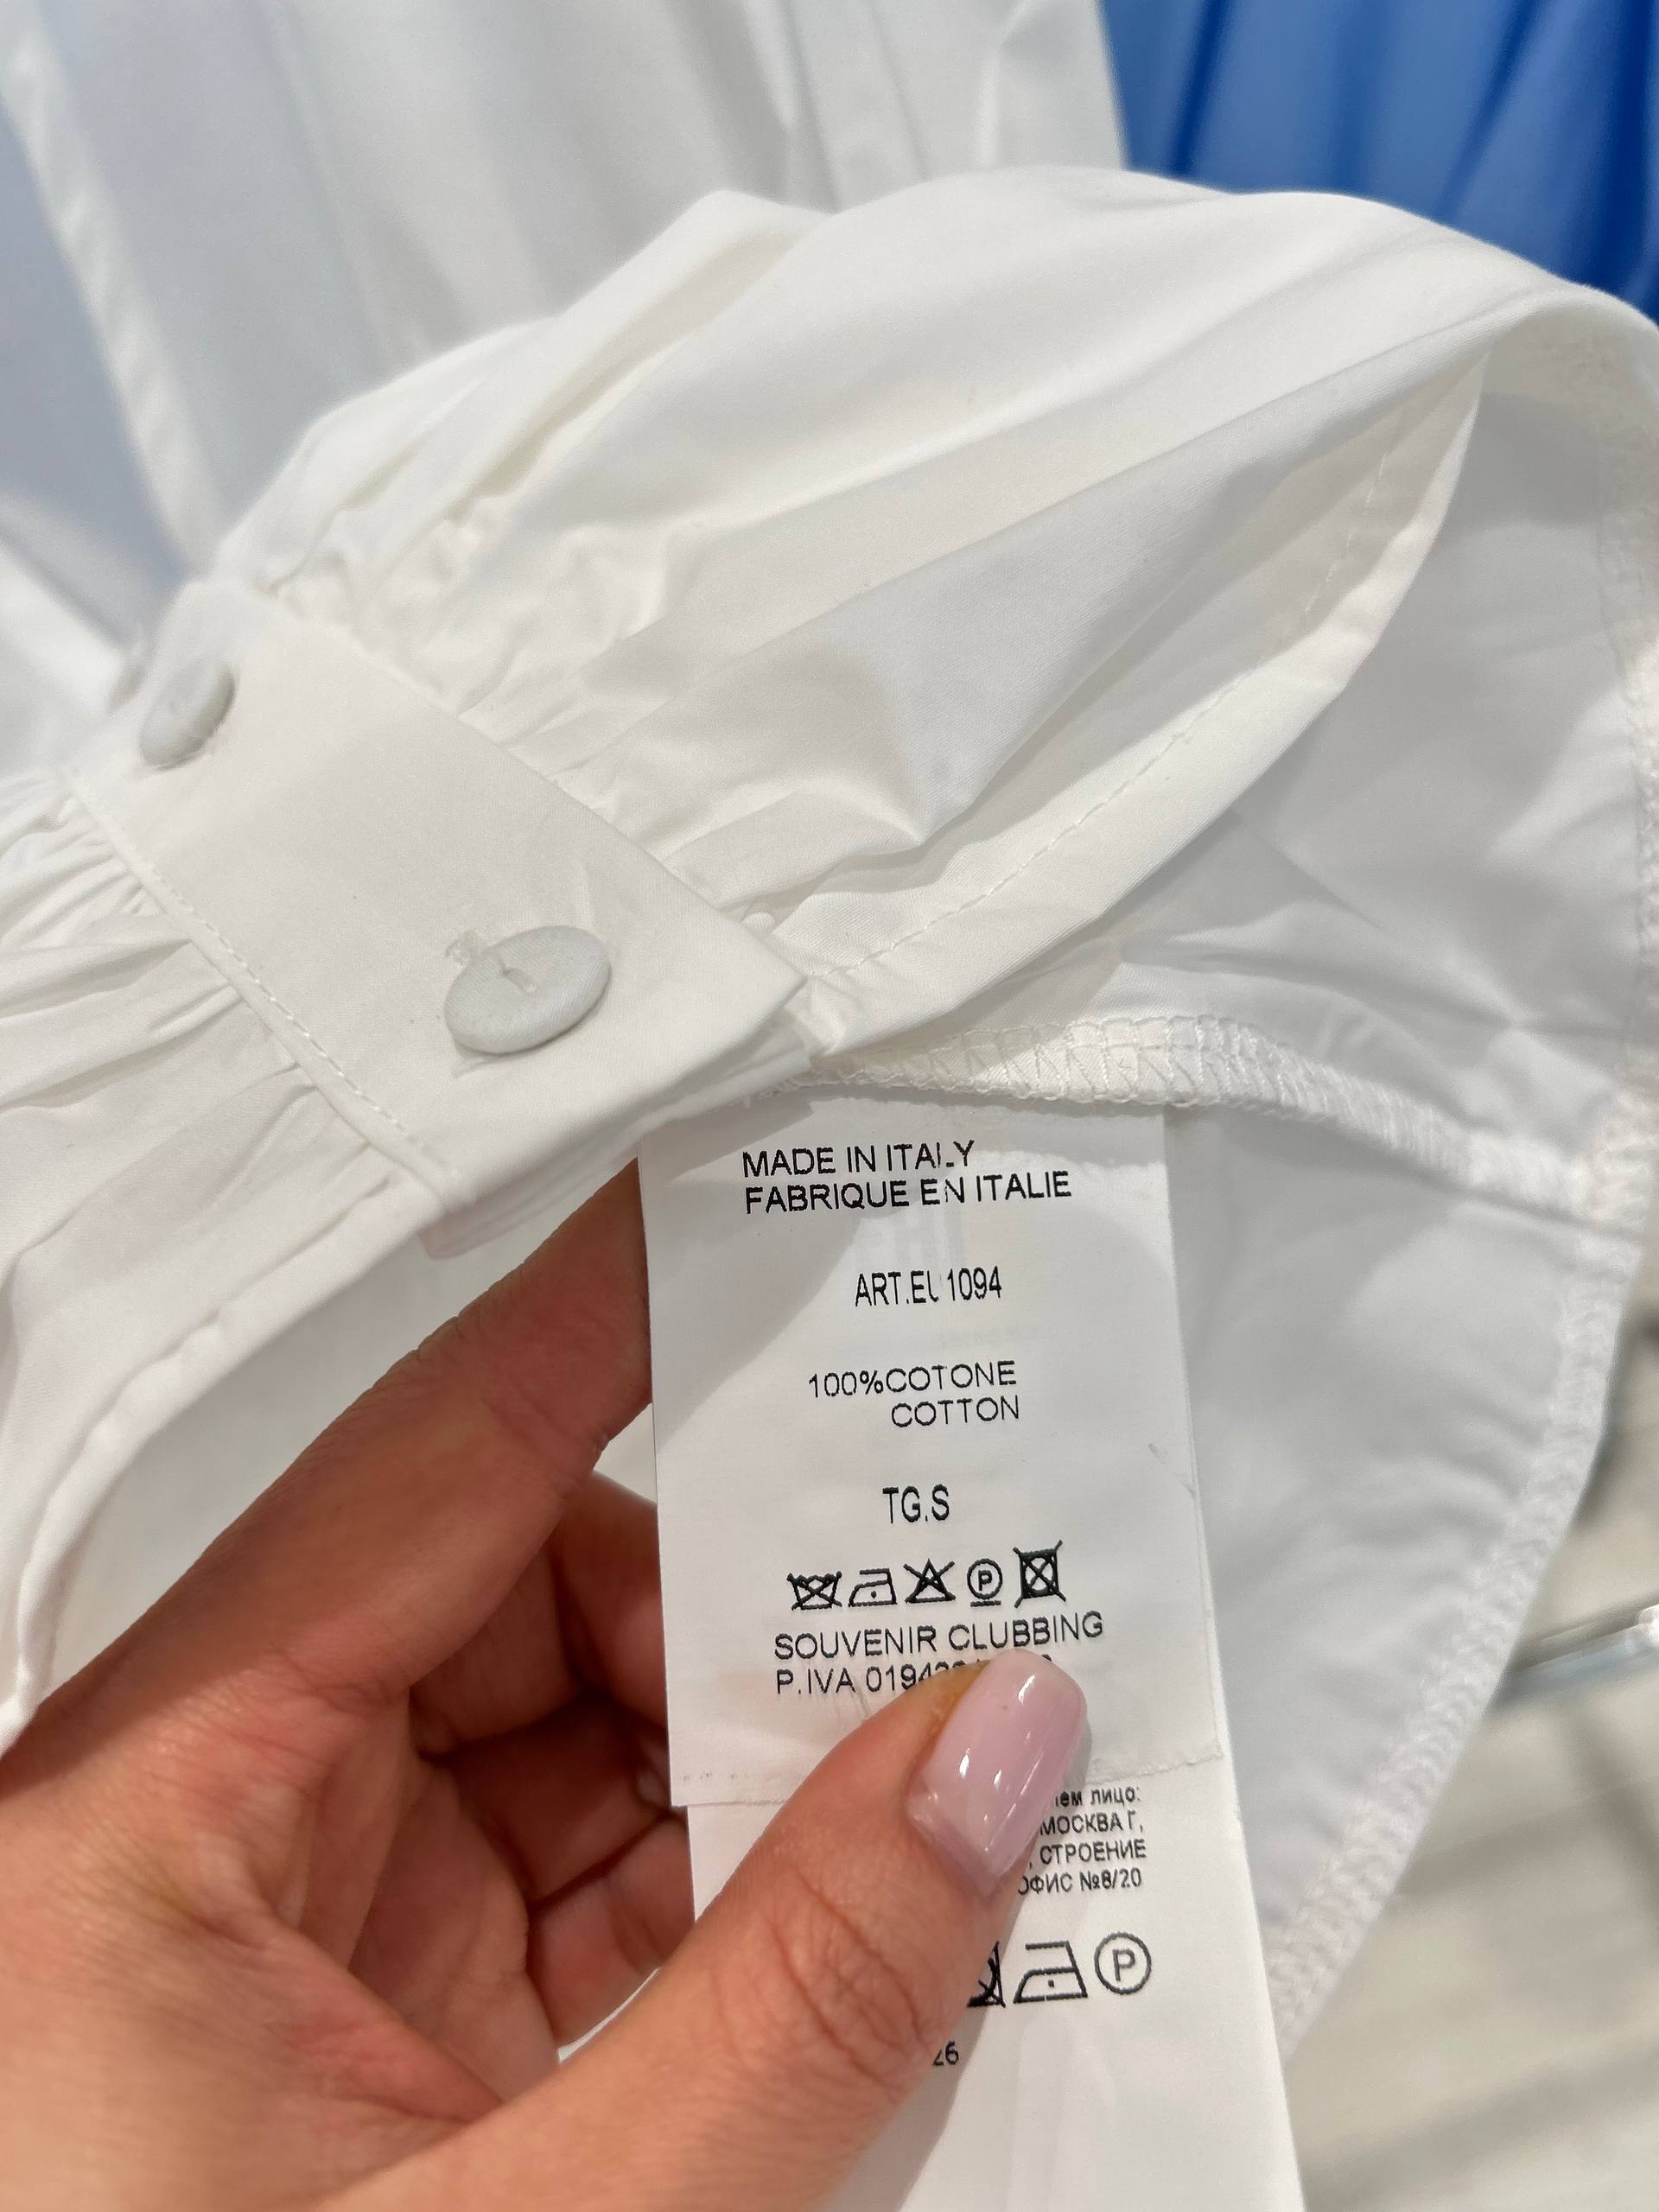 MADE IN ITALY
FABRIQUE EN ITALIE
ART.EU1094
100%COTONE
COTTON
TG.S
P
SOUVENIR CLUBBING
P.IVA
лицо:
МОСКВА Г,
, СТРОЕНИЕ
ОФИС №8/20
P